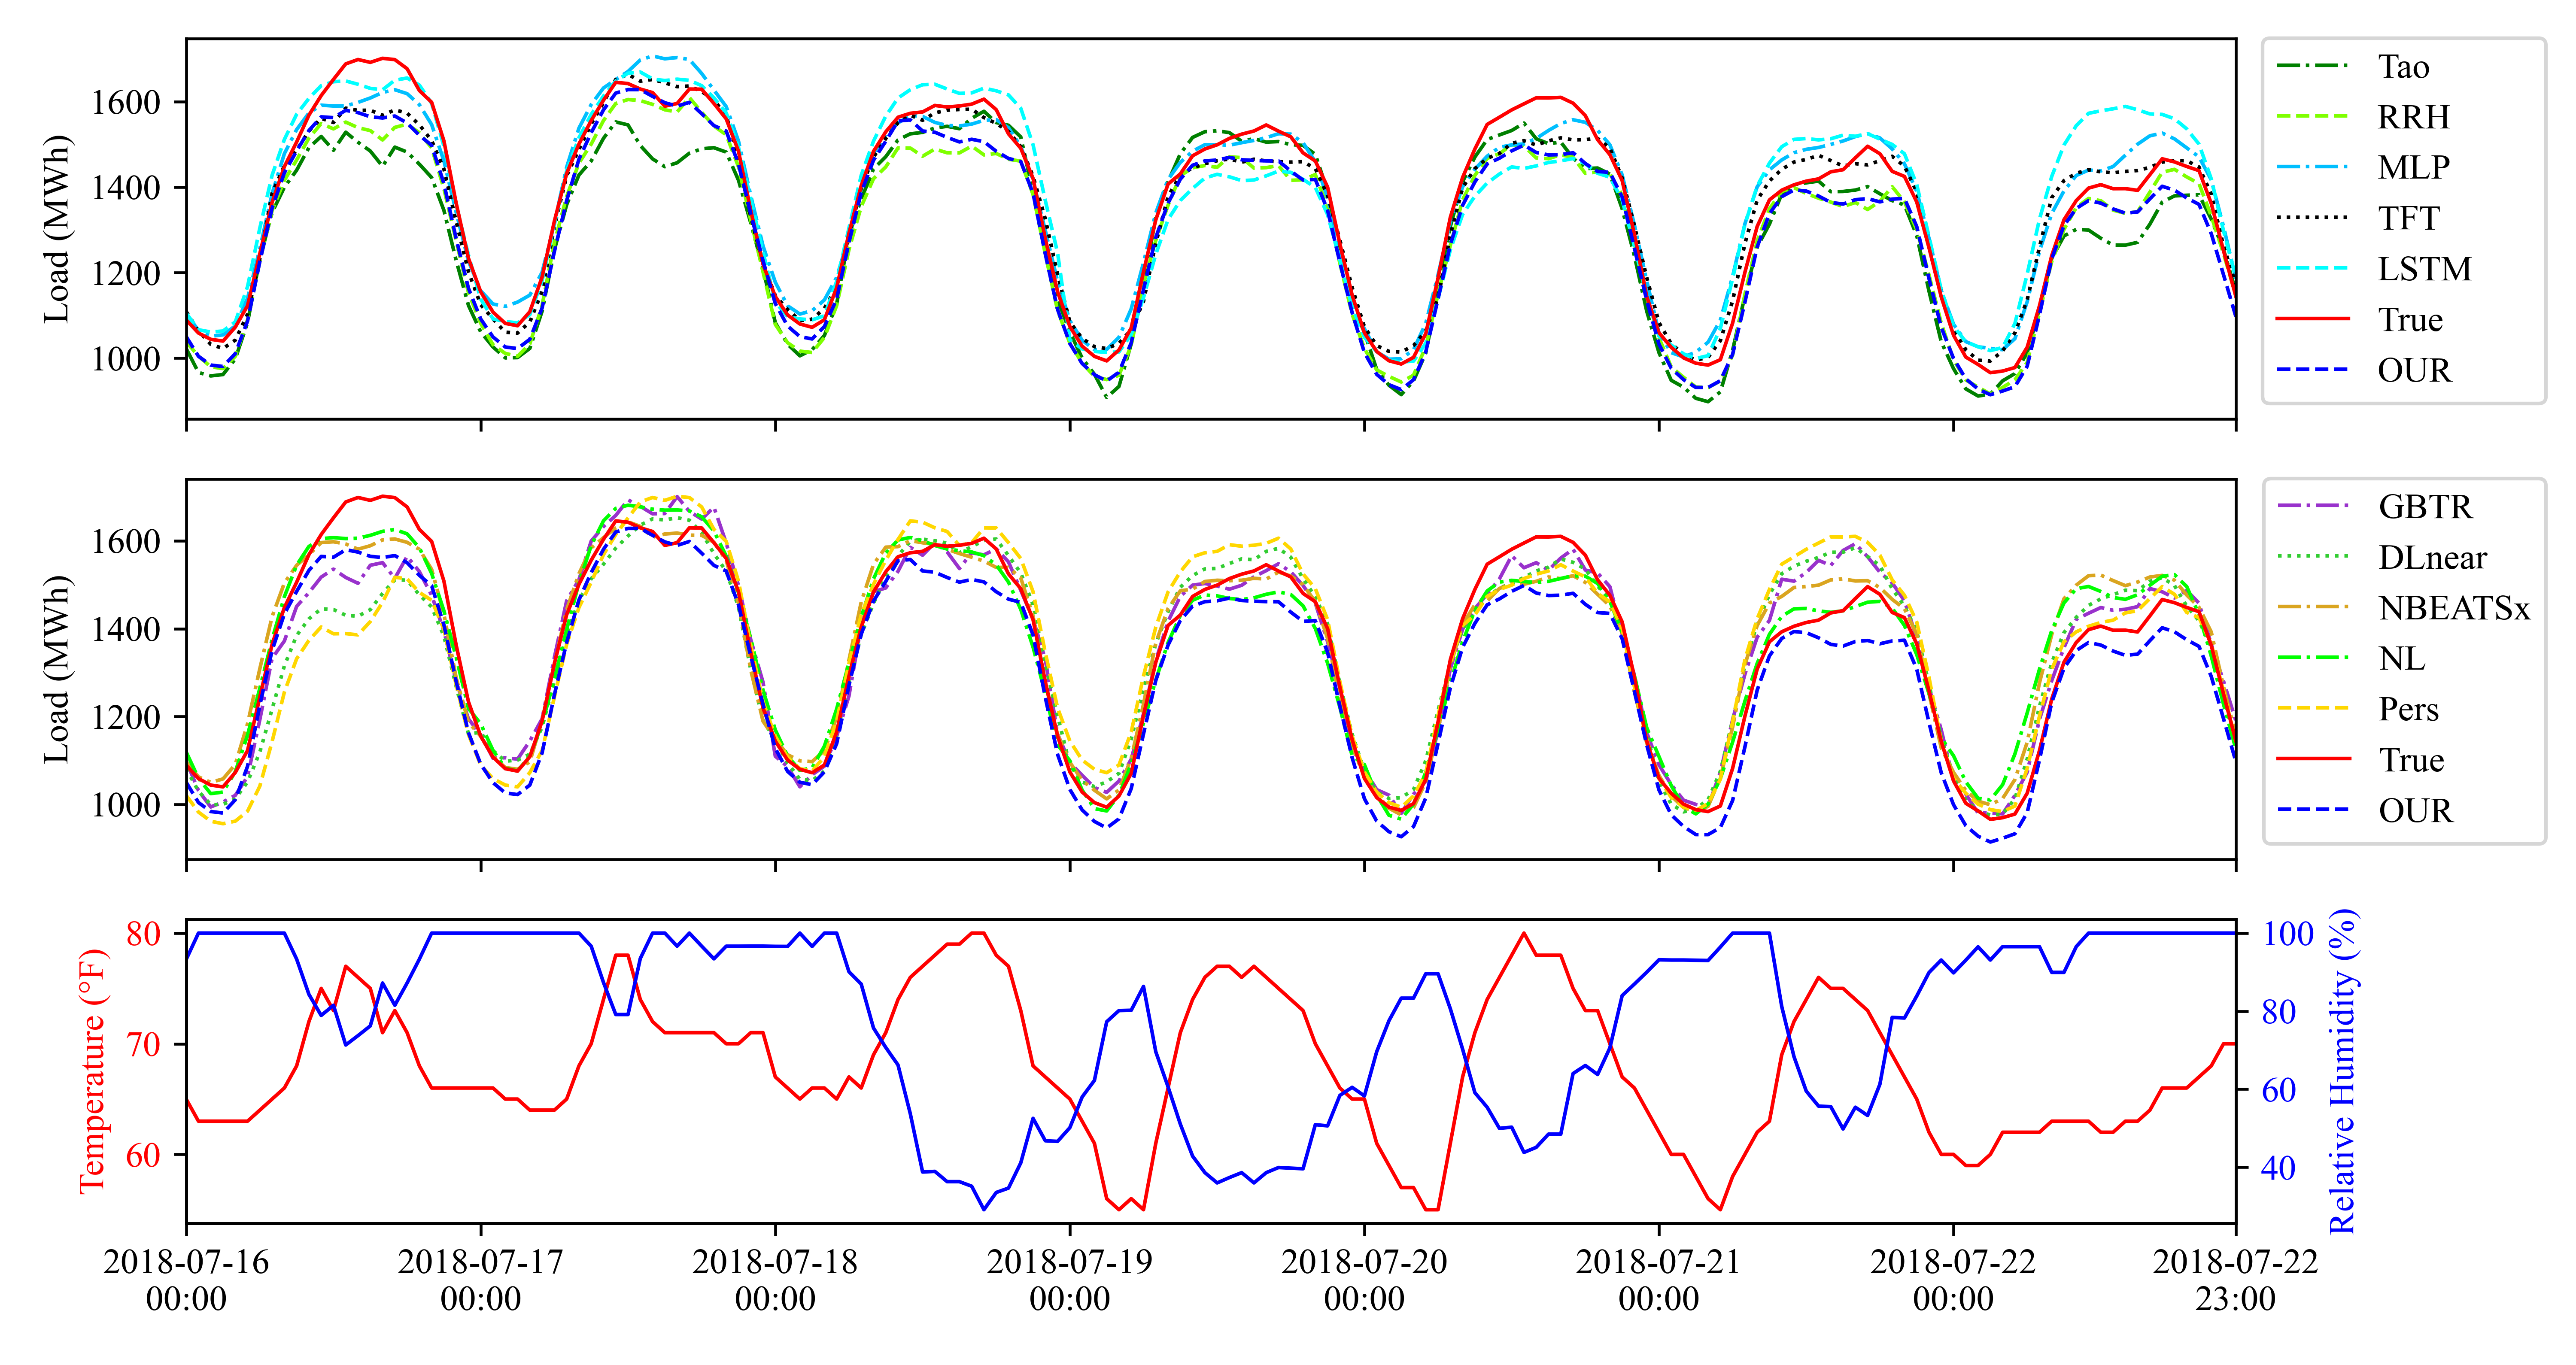 Load (MWh)
1600
1400
1200
1000
Tao
RRH
MLP
TFT
LSTM
True
OUR
Load (MWh)
1600
1400
1200
1000
GBTR
DLnear
NBEATSx
NL
Pers
True
OUR
Temperature (°F)
80
70
60
100
80
60
40
Relative Humidity (%)
2018-07-16
00:00
2018-07-17
00:00
2018-07-18
00:00
2018-07-19
00:00
2018-07-20
00:00
2018-07-21
00:00
2018-07-22
00:00
2018-07-22
23:00